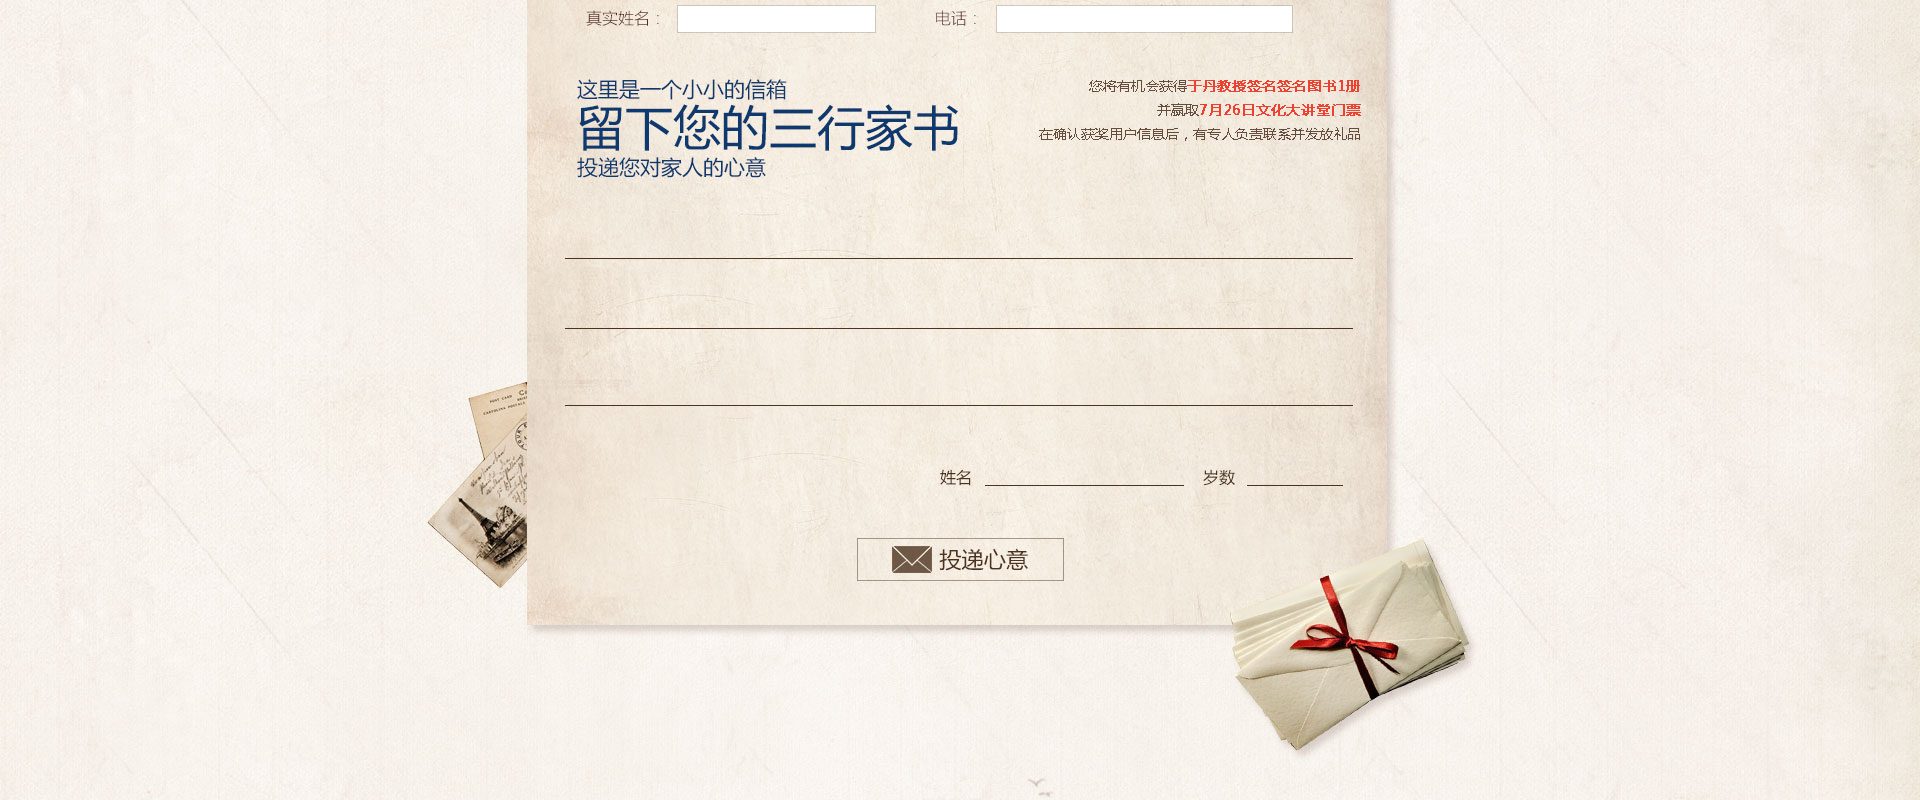 真实姓名：
电话：
这里是一个小小的信箱
留下您的三行家书
投递您对家人的心意
您将有机会获得于丹教授签名签名图书1册
并赢取7月26日文化大讲堂门票
在确认获奖用户信息后，有专人负责联系并发放礼品
POST CARD
姓名
岁数
投递心意